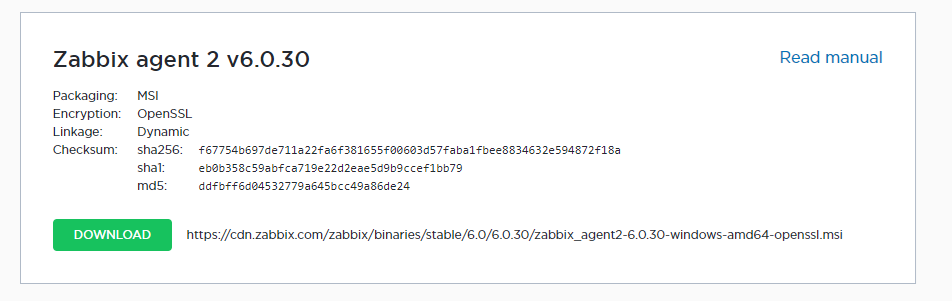 Zabbix agent 2 v6.0.30
Read manual
Packaging: MSI
Encryption: OpenSSL
Linkage: Dynamic
Checksum: sha256: f67754b697de711a22fa6f381655f00603d57faba1fbee8834632e594872f18a
sha1: eb0b358c59abfca719e22d2eae5d9b9ccef1bb79
md5: ddfbff6d04532779a645bcc49a86de24
DOWNLOAD https://cdn.zabbix.com/zabbix/binaries/stable/6.0/6.0.30/zabbix_agent2-6.0.30-windows-amd64-openssl.msi